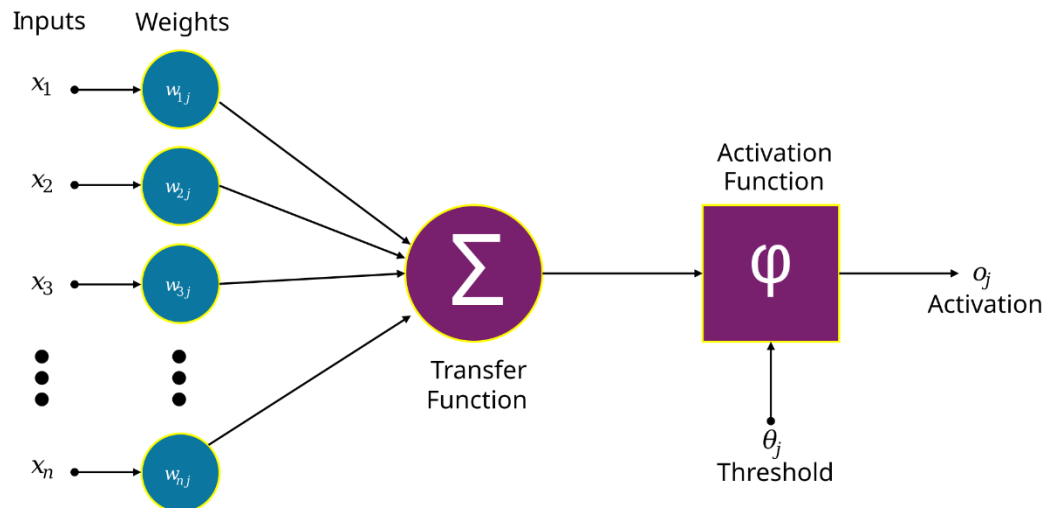 Inputs Weights
x1 w1j
x2 w2j
x3 w3j
xn wnj
Σ
Transfer
Function
Activation
Function
φ
oj
Activation
θj
Threshold